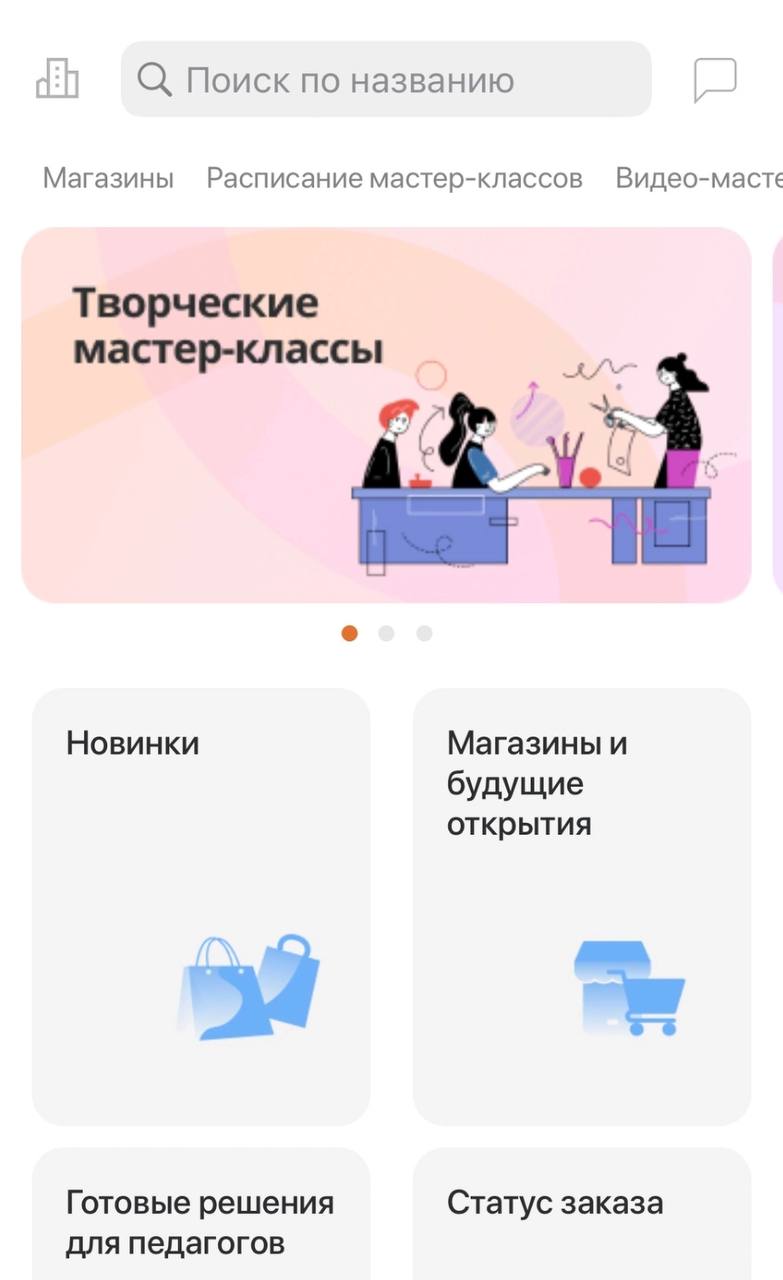 Поиск по названию
Магазины Расписание мастер-классов Видео-масте
Творческие
мастер-классы
Новинки
Магазины и
будущие
открытия
Готовые решения
для педагогов
Статус заказа